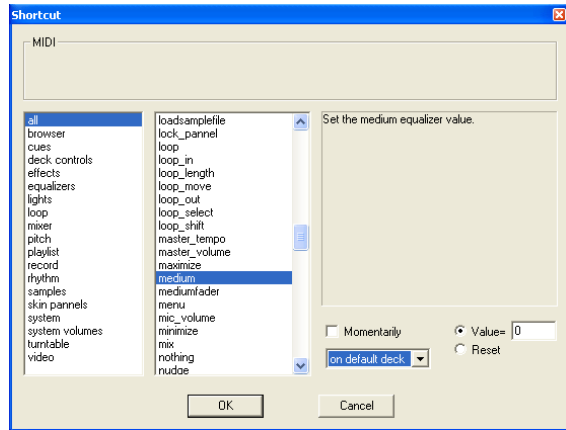 Shortcut
MIDI
all
browser
cues
deck controls
effects
equalizers
lights
loop
mixer
pitch
playlist
record
rhythm
samples
skin pannels
system
system volumes
turntable
video
loadsamplefile
lock_pannel
loop
loop_in
loop_length
loop_move
loop_out
loop_select
loop_shift
master_tempo
master_volume
maximize
medium
mediumfader
menu
mic_volume
minimize
mix
nothing
nudge
Set the medium equalizer value.
Momentarily
Value= 0
on default deck
Reset
OK
Cancel